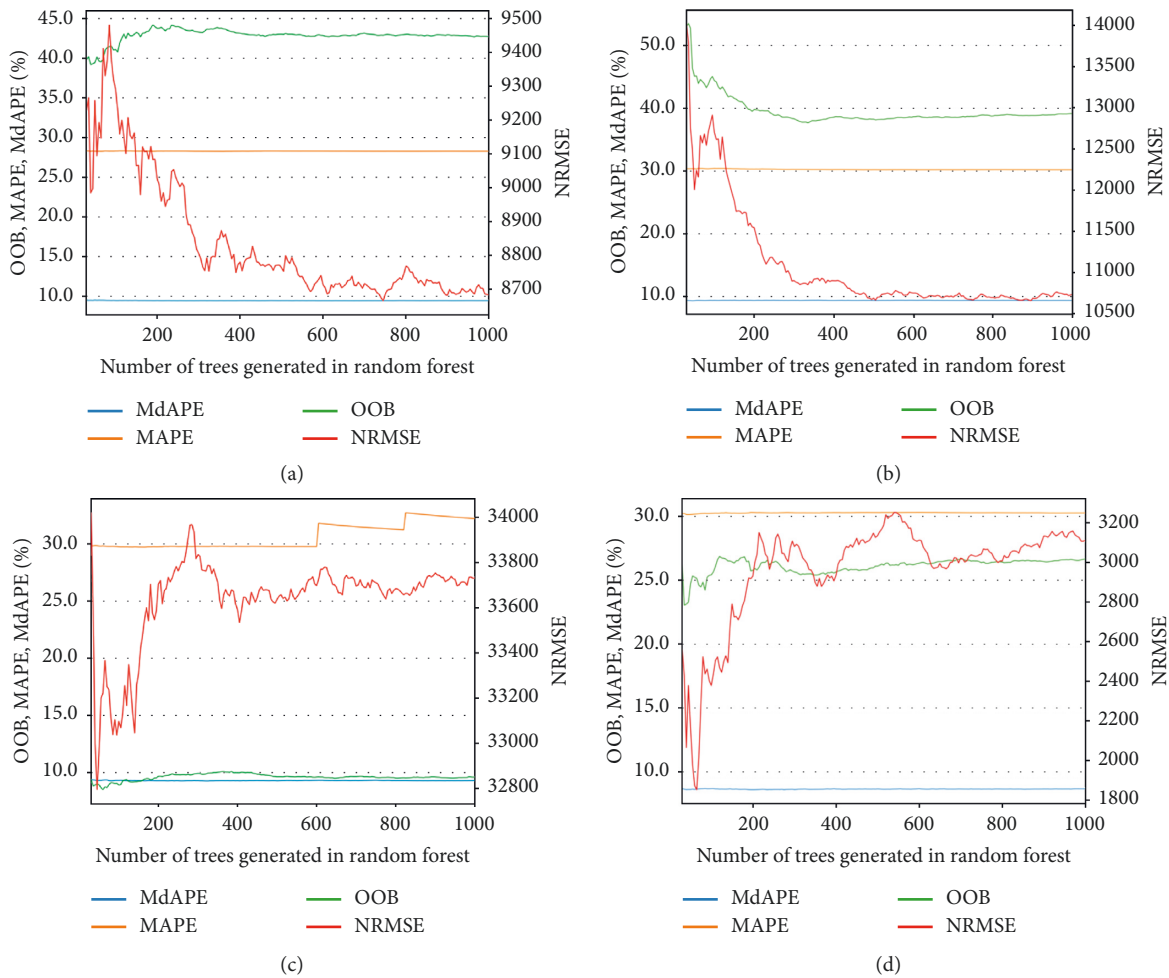 45.0
40.0
35.0
30.0
25.0
20.0
15.0
10.0
OOB, MAPE, MdAPE (%)
9500
9400
9300
9200
9100
9000
8900
8800
8700
NRMSE
200 400 600 800 1000
Number of trees generated in random forest
MdAPE OOB
MAPE NRMSE
(a)
50.0
40.0
30.0
20.0
10.0
OOB, MAPE, MdAPE (%)
14000
13500
13000
12500
12000
11500
11000
10500
NRMSE
200 400 600 800 1000
Number of trees generated in random forest
MdAPE OOB
MAPE NRMSE
(b)
30.0
25.0
20.0
15.0
10.0
OOB, MAPE, MdAPE (%)
34000
33800
33600
33400
33200
33000
32800
NRMSE
200 400 600 800 1000
Number of trees generated in random forest
MdAPE OOB
MAPE NRMSE
(c)
30.0
25.0
20.0
15.0
10.0
OOB, MAPE, MdAPE (%)
3200
3000
2800
2600
2400
2200
2000
1800
NRMSE
200 400 600 800 1000
Number of trees generated in random forest
MdAPE OOB
MAPE NRMSE
(d)